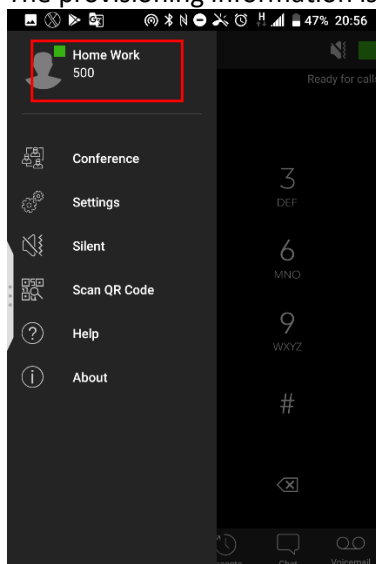 The provisioning information is
H 47% 20:56
Home Work
500
Ready for calls
Conference
Settings
Silent
Scan QR Code
Help
About
3
DEF
6
MNO
9
WXYZ
#
Chat
Voicemail